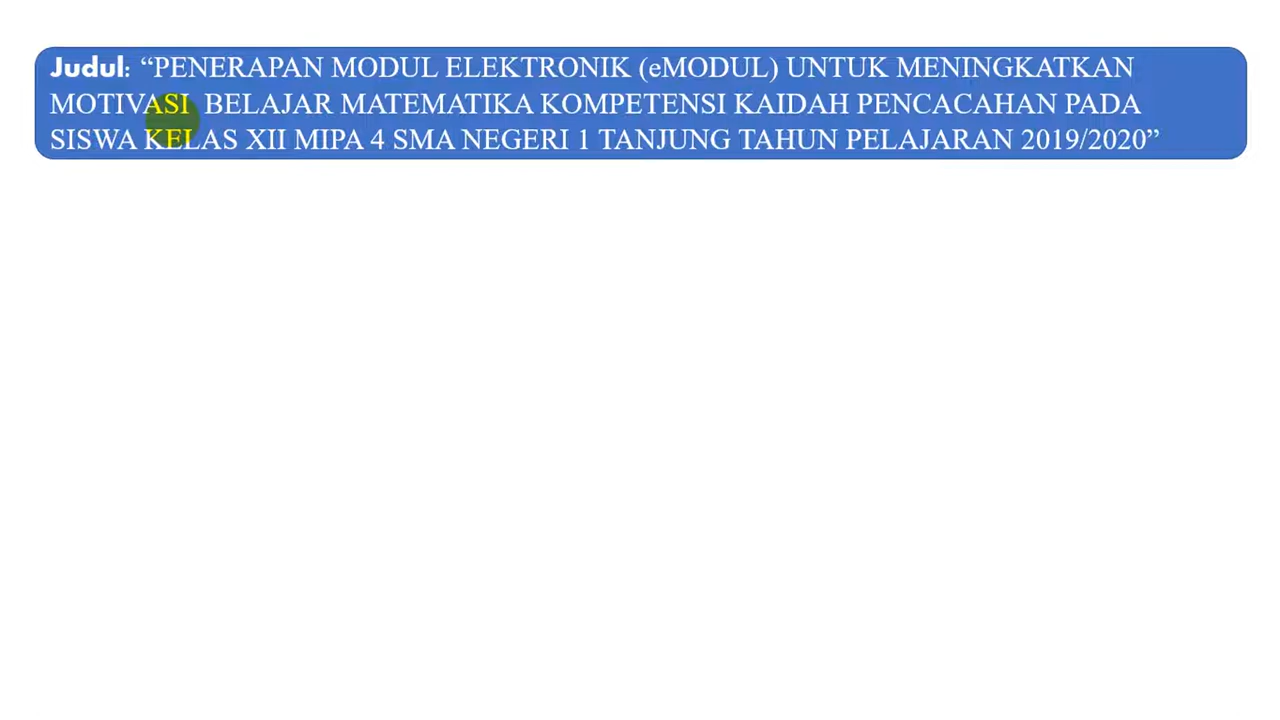 Judul: “PENERAPAN MODUL ELEKTRONIK (eMODUL) UNTUK MENINGKATKAN
MOTIVASI BELAJAR MATEMATIKA KOMPETENSI KAIDAH PENCACAHAN PADA
SISWA KELAS XII MIPA 4 SMA NEGERI 1 TANJUNG TAHUN PELAJARAN 2019/2020”